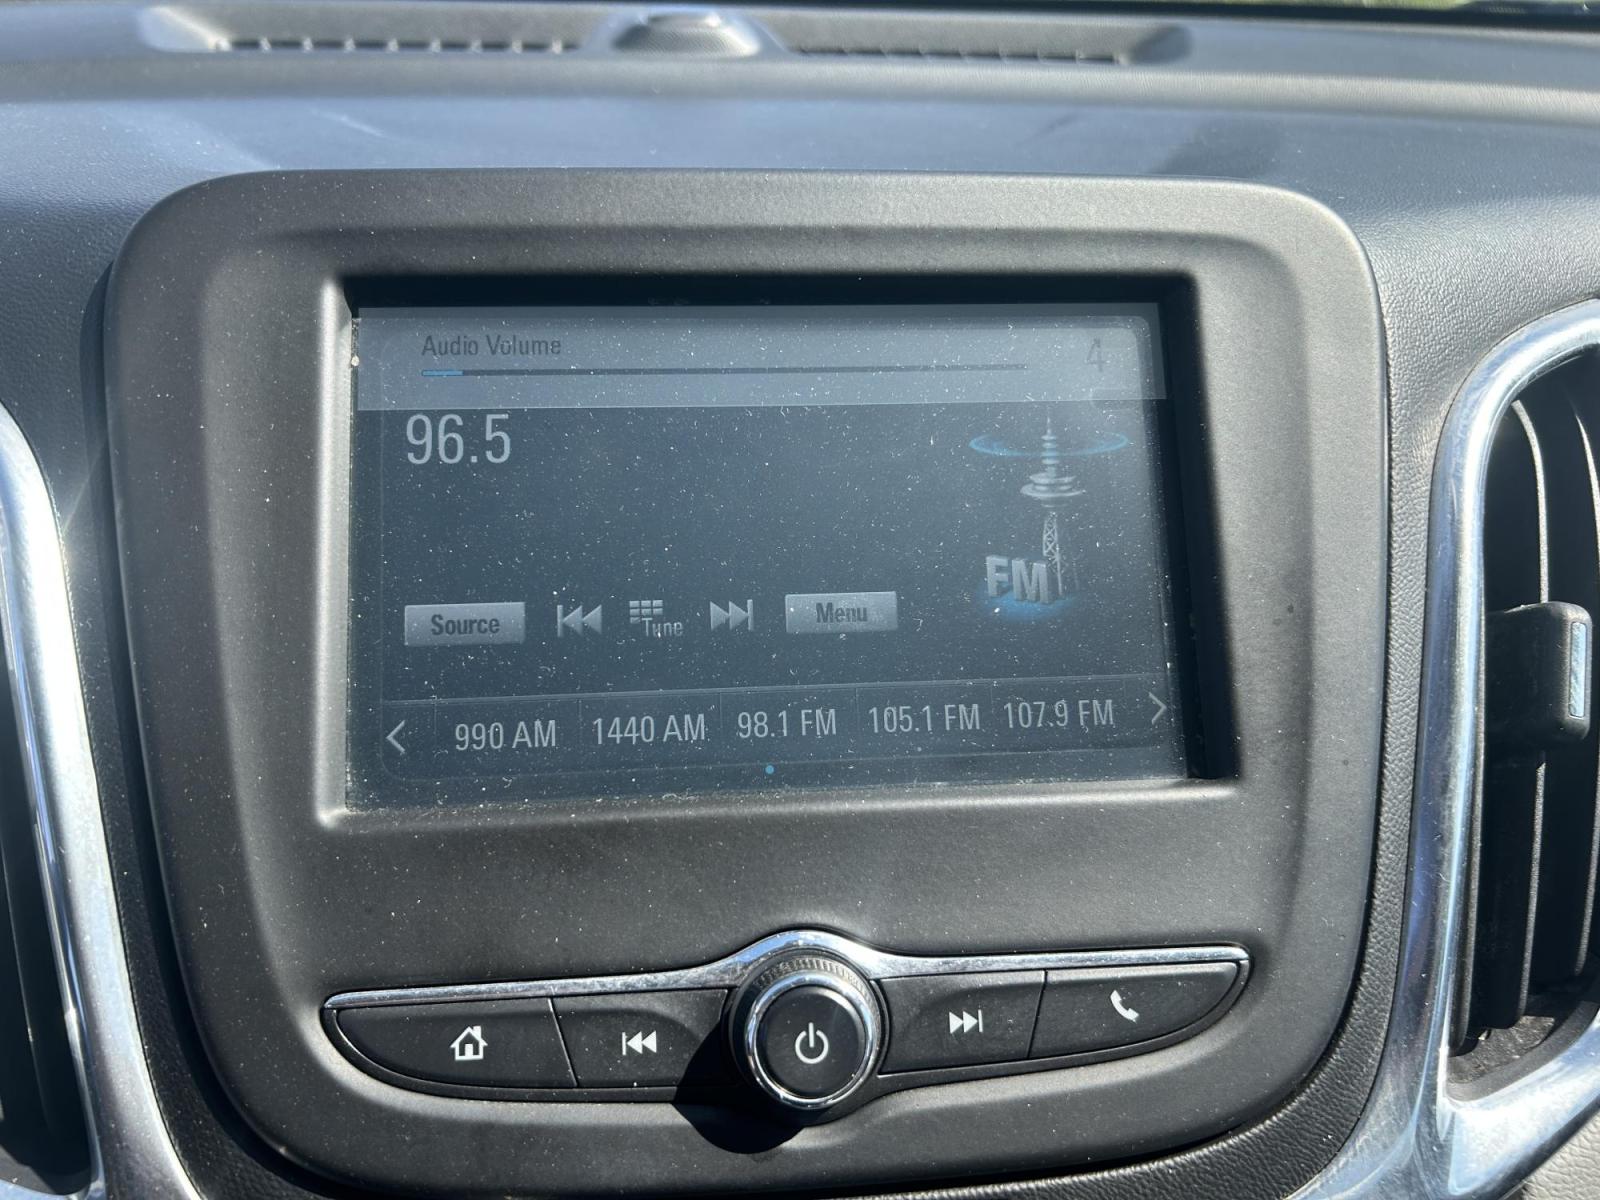 Audio Volume 4
96.5
FM
Source Tune Menu
990 AM 1440 AM 98.1 FM 105.1 FM 107.9 FM